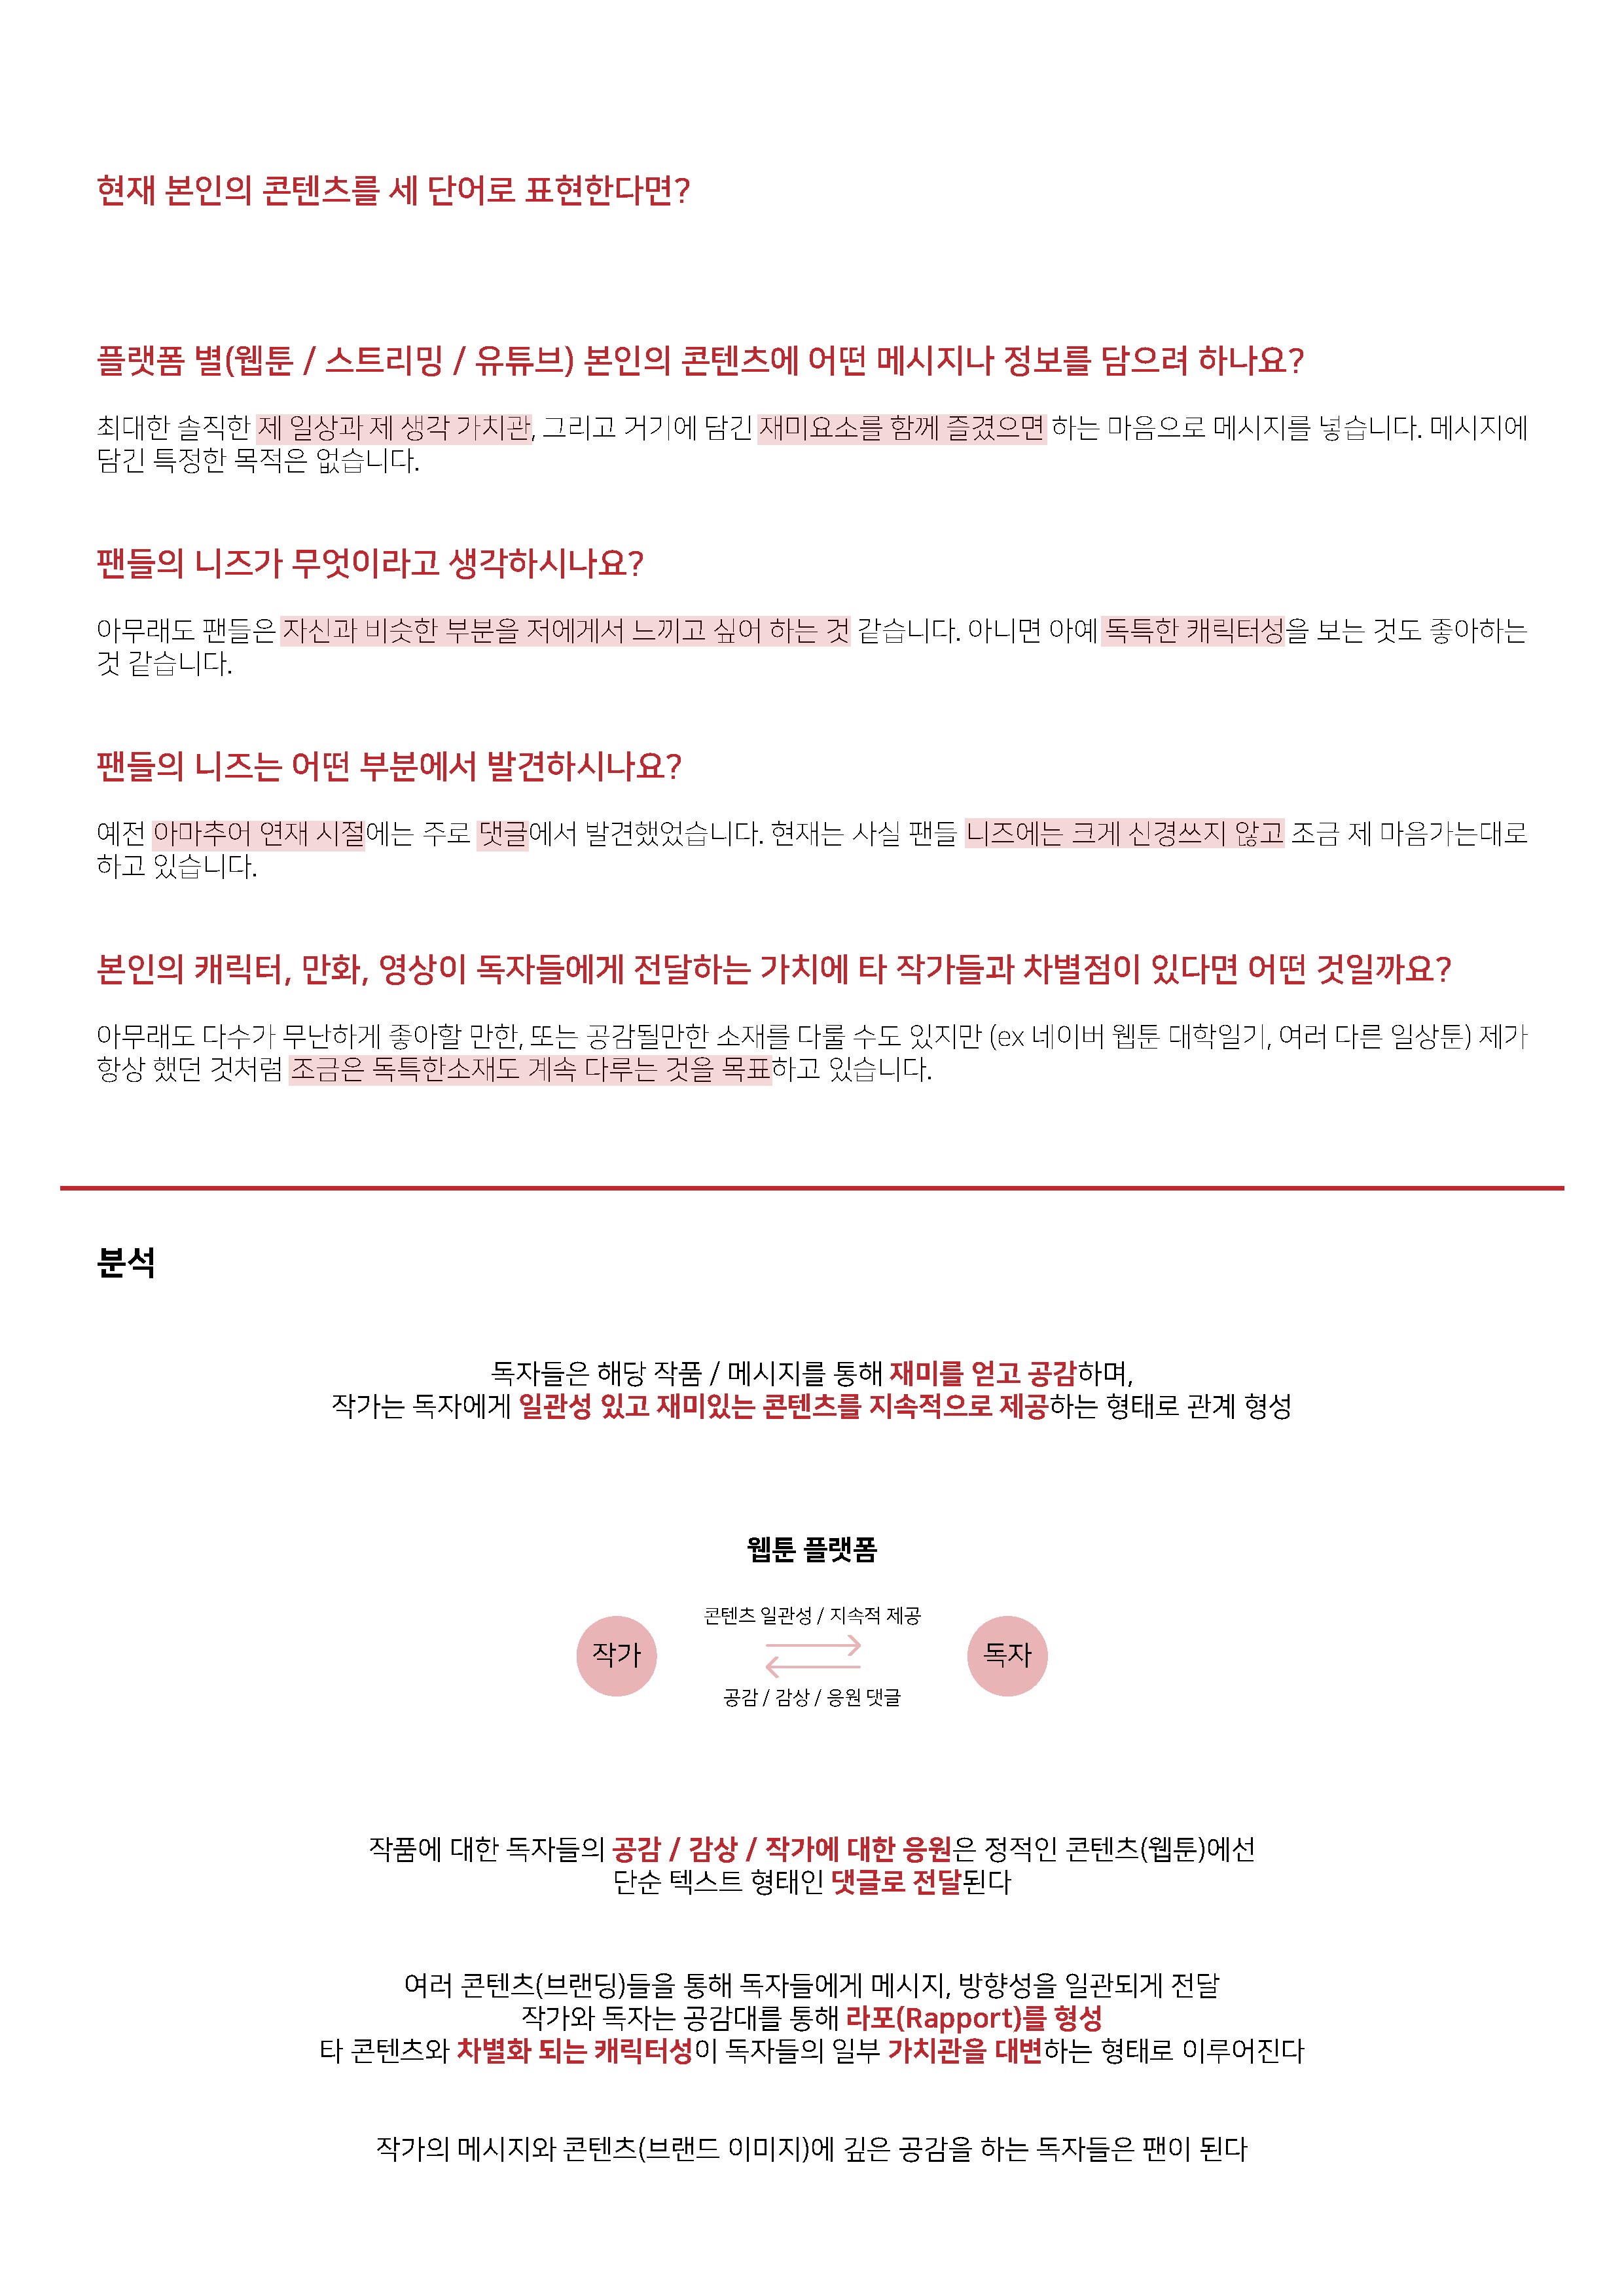 현재 본인의 콘텐츠를 세 단어로 표현한다면?
플랫폼 별(웹툰 / 스트리밍 / 유튜브) 본인의 콘텐츠에 어떤 메시지나 정보를 담으려 하나요?
최대한 솔직한 제 일상과 제 생각 가치관, 그리고 거기에 담긴 재미요소를 함께 즐겼으면 하는 마음으로 메시지를 넣습니다. 메시지에
담긴 특정한 목적은 없습니다.
팬들의 니즈가 무엇이라고 생각하시나요?
아무래도 팬들은 자신과 비슷한 부분을 저에게서 느끼고 싶어 하는 것 같습니다. 아니면 아예 독특한 캐릭터성을 보는 것도 좋아하는
것 같습니다.
팬들의 니즈는 어떤 부분에서 발견하시나요?
예전 아마추어 연재 시절에는 주로 댓글에서 발견했었습니다. 현재는 사실 팬들 니즈에는 크게 신경쓰지 않고 조금 제 마음가는대로
하고 있습니다.
본인의 캐릭터, 만화, 영상이 독자들에게 전달하는 가치에 타 작가들과 차별점이 있다면 어떤 것일까요?
아무래도 다수가 무난하게 좋아할 만한, 또는 공감될만한 소재를 다룰 수도 있지만 (ex 네이버 웹툰 대학일기, 여러 다른 일상툰) 제가
항상 했던 것처럼 조금은 독특한소재도 계속 다루는 것을 목표하고 있습니다.
분석
독자들은 해당 작품 / 메시지를 통해 재미를 얻고 공감하며,
작가는 독자에게 일관성 있고 재미있는 콘텐츠를 지속적으로 제공하는 형태로 관계 형성
웹툰 플랫폼
콘텐츠 일관성 / 지속적 제공
작가
독자
공감 / 감상 / 응원 댓글
작품에 대한 독자들의 공감 / 감상 / 작가에 대한 응원은 정적인 콘텐츠(웹툰)에선
단순 텍스트 형태인 댓글로 전달된다
여러 콘텐츠(브랜딩)들을 통해 독자들에게 메시지, 방향성을 일관되게 전달
작가와 독자는 공감대를 통해 라포(Rapport)를 형성
타 콘텐츠와 차별화 되는 캐릭터성이 독자들의 일부 가치관을 대변하는 형태로 이루어진다
작가의 메시지와 콘텐츠(브랜드 이미지)에 깊은 공감을 하는 독자들은 팬이 된다